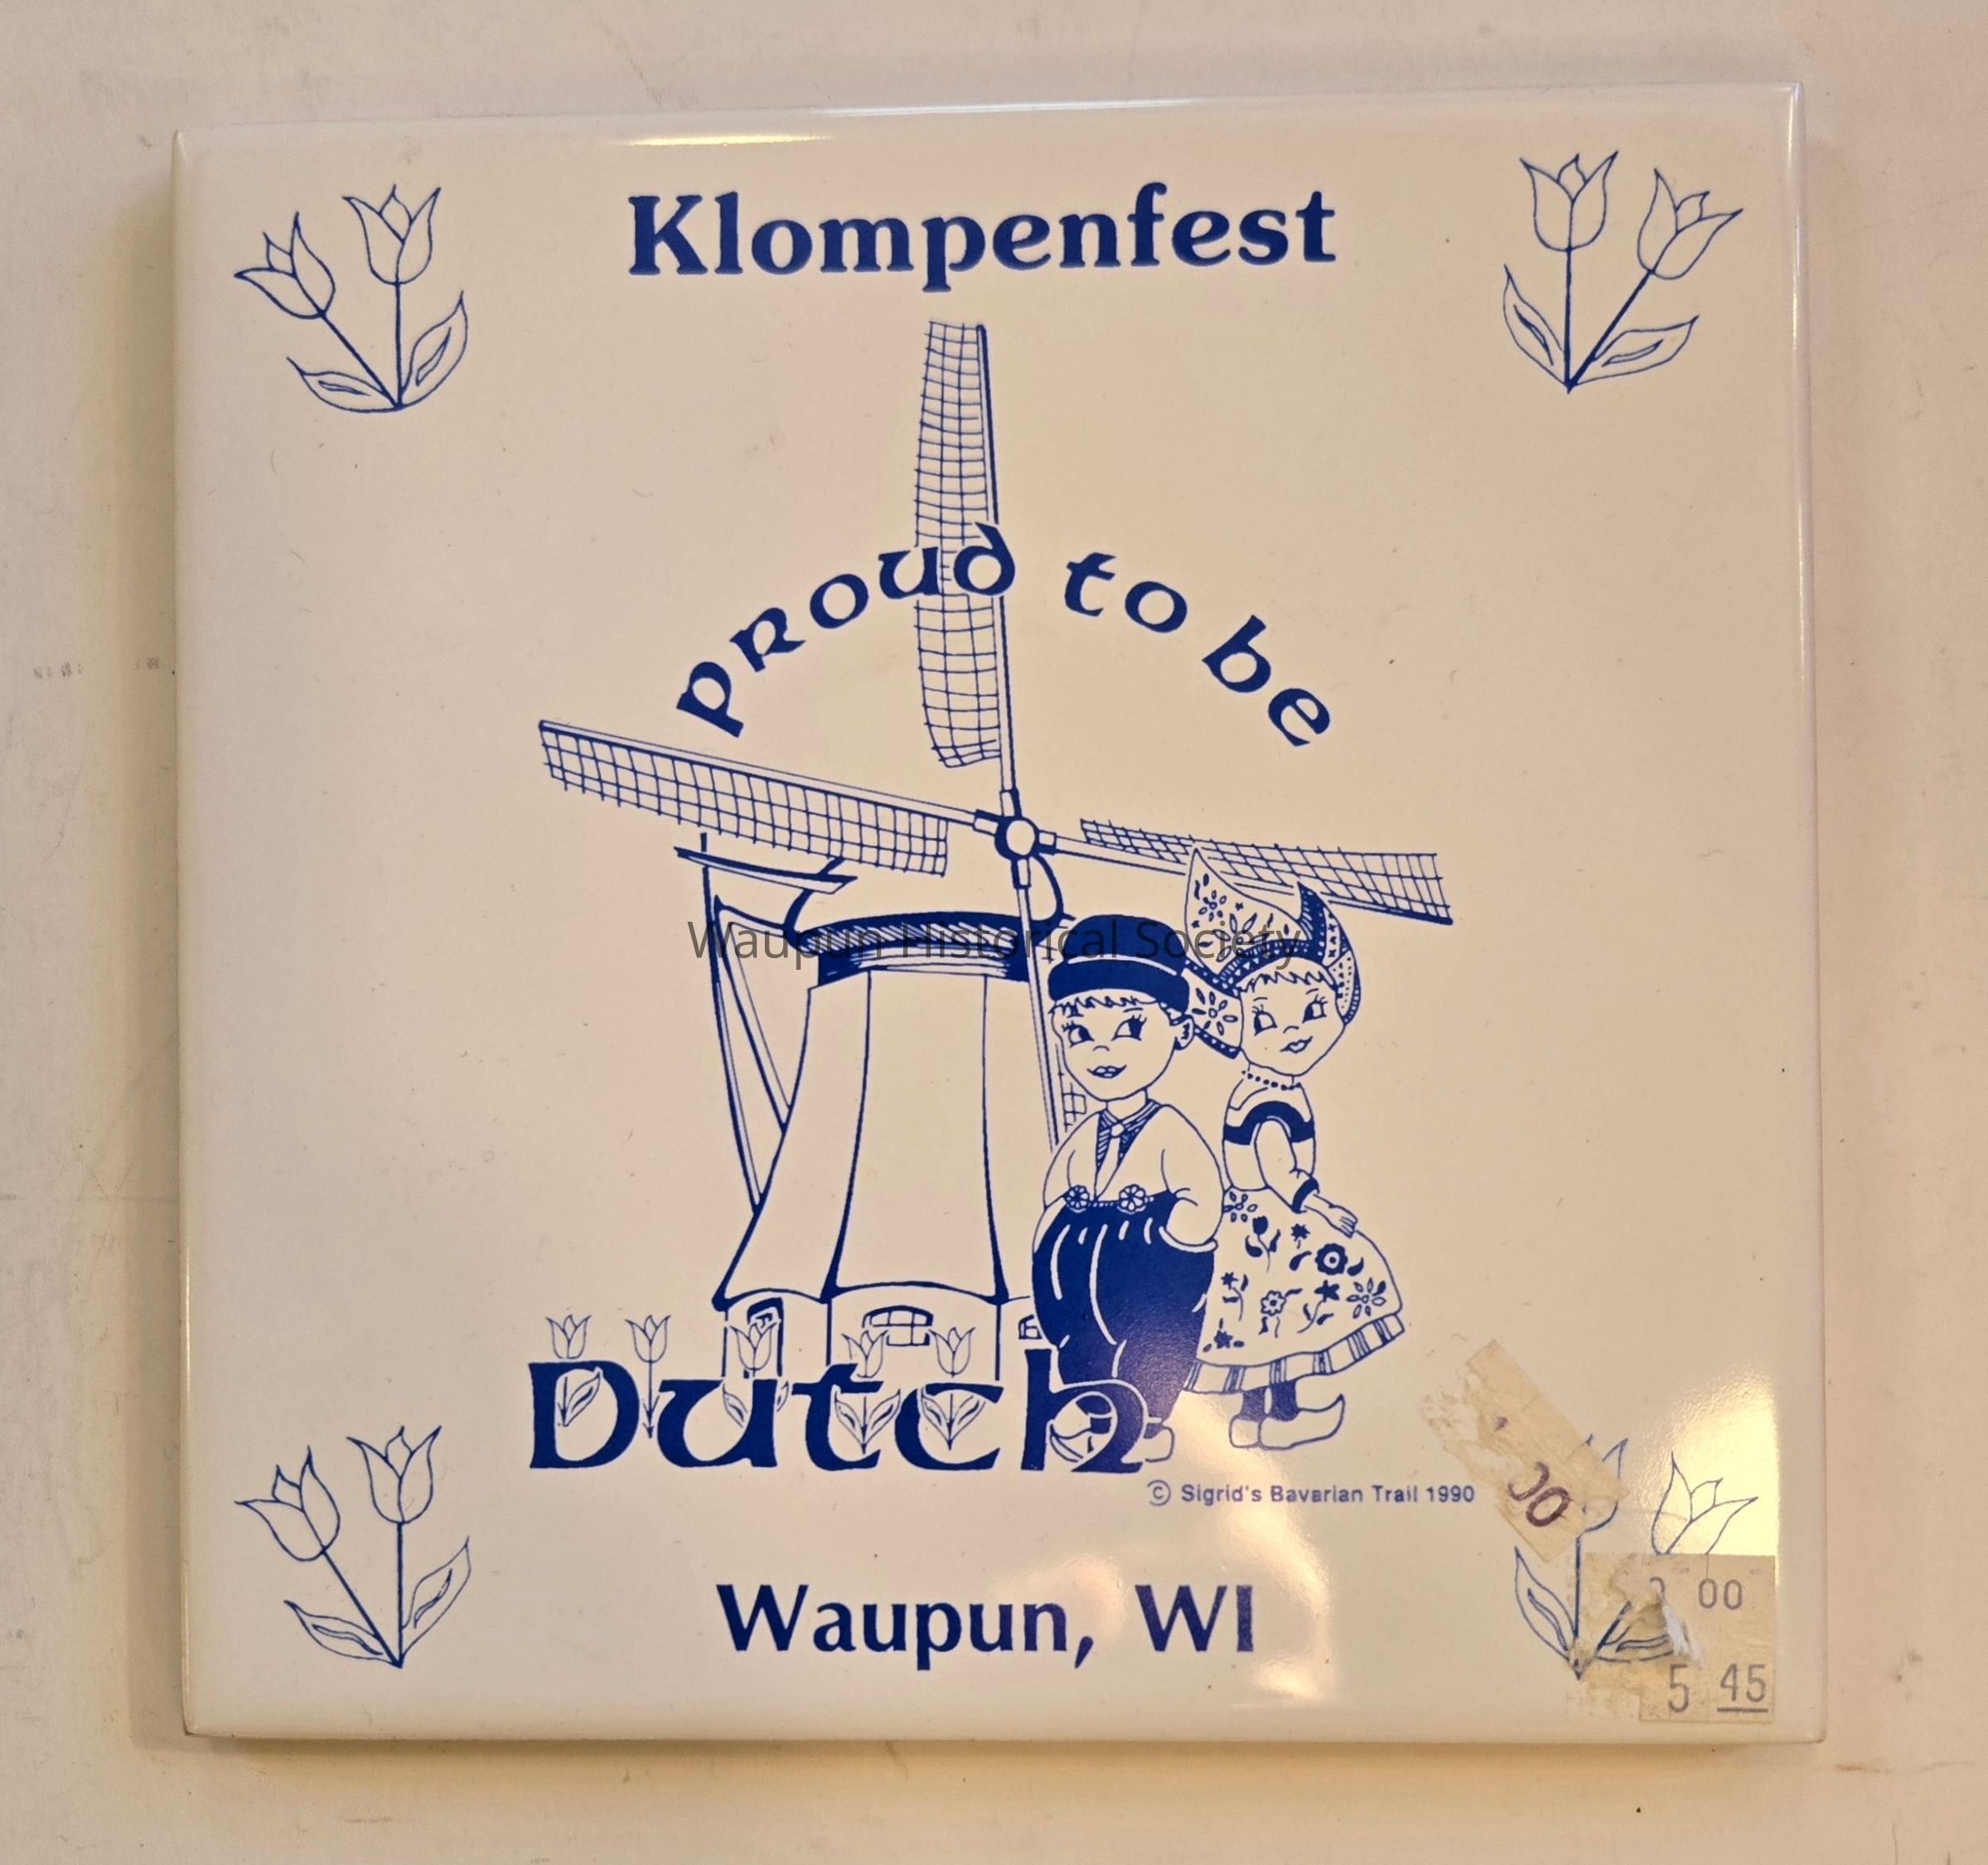 Klompenfest
proud to be
Waupun Historical Society
Dutch
© Sigrid's Bavarian Trail 1990
00
00
5 45
Waupun, WI